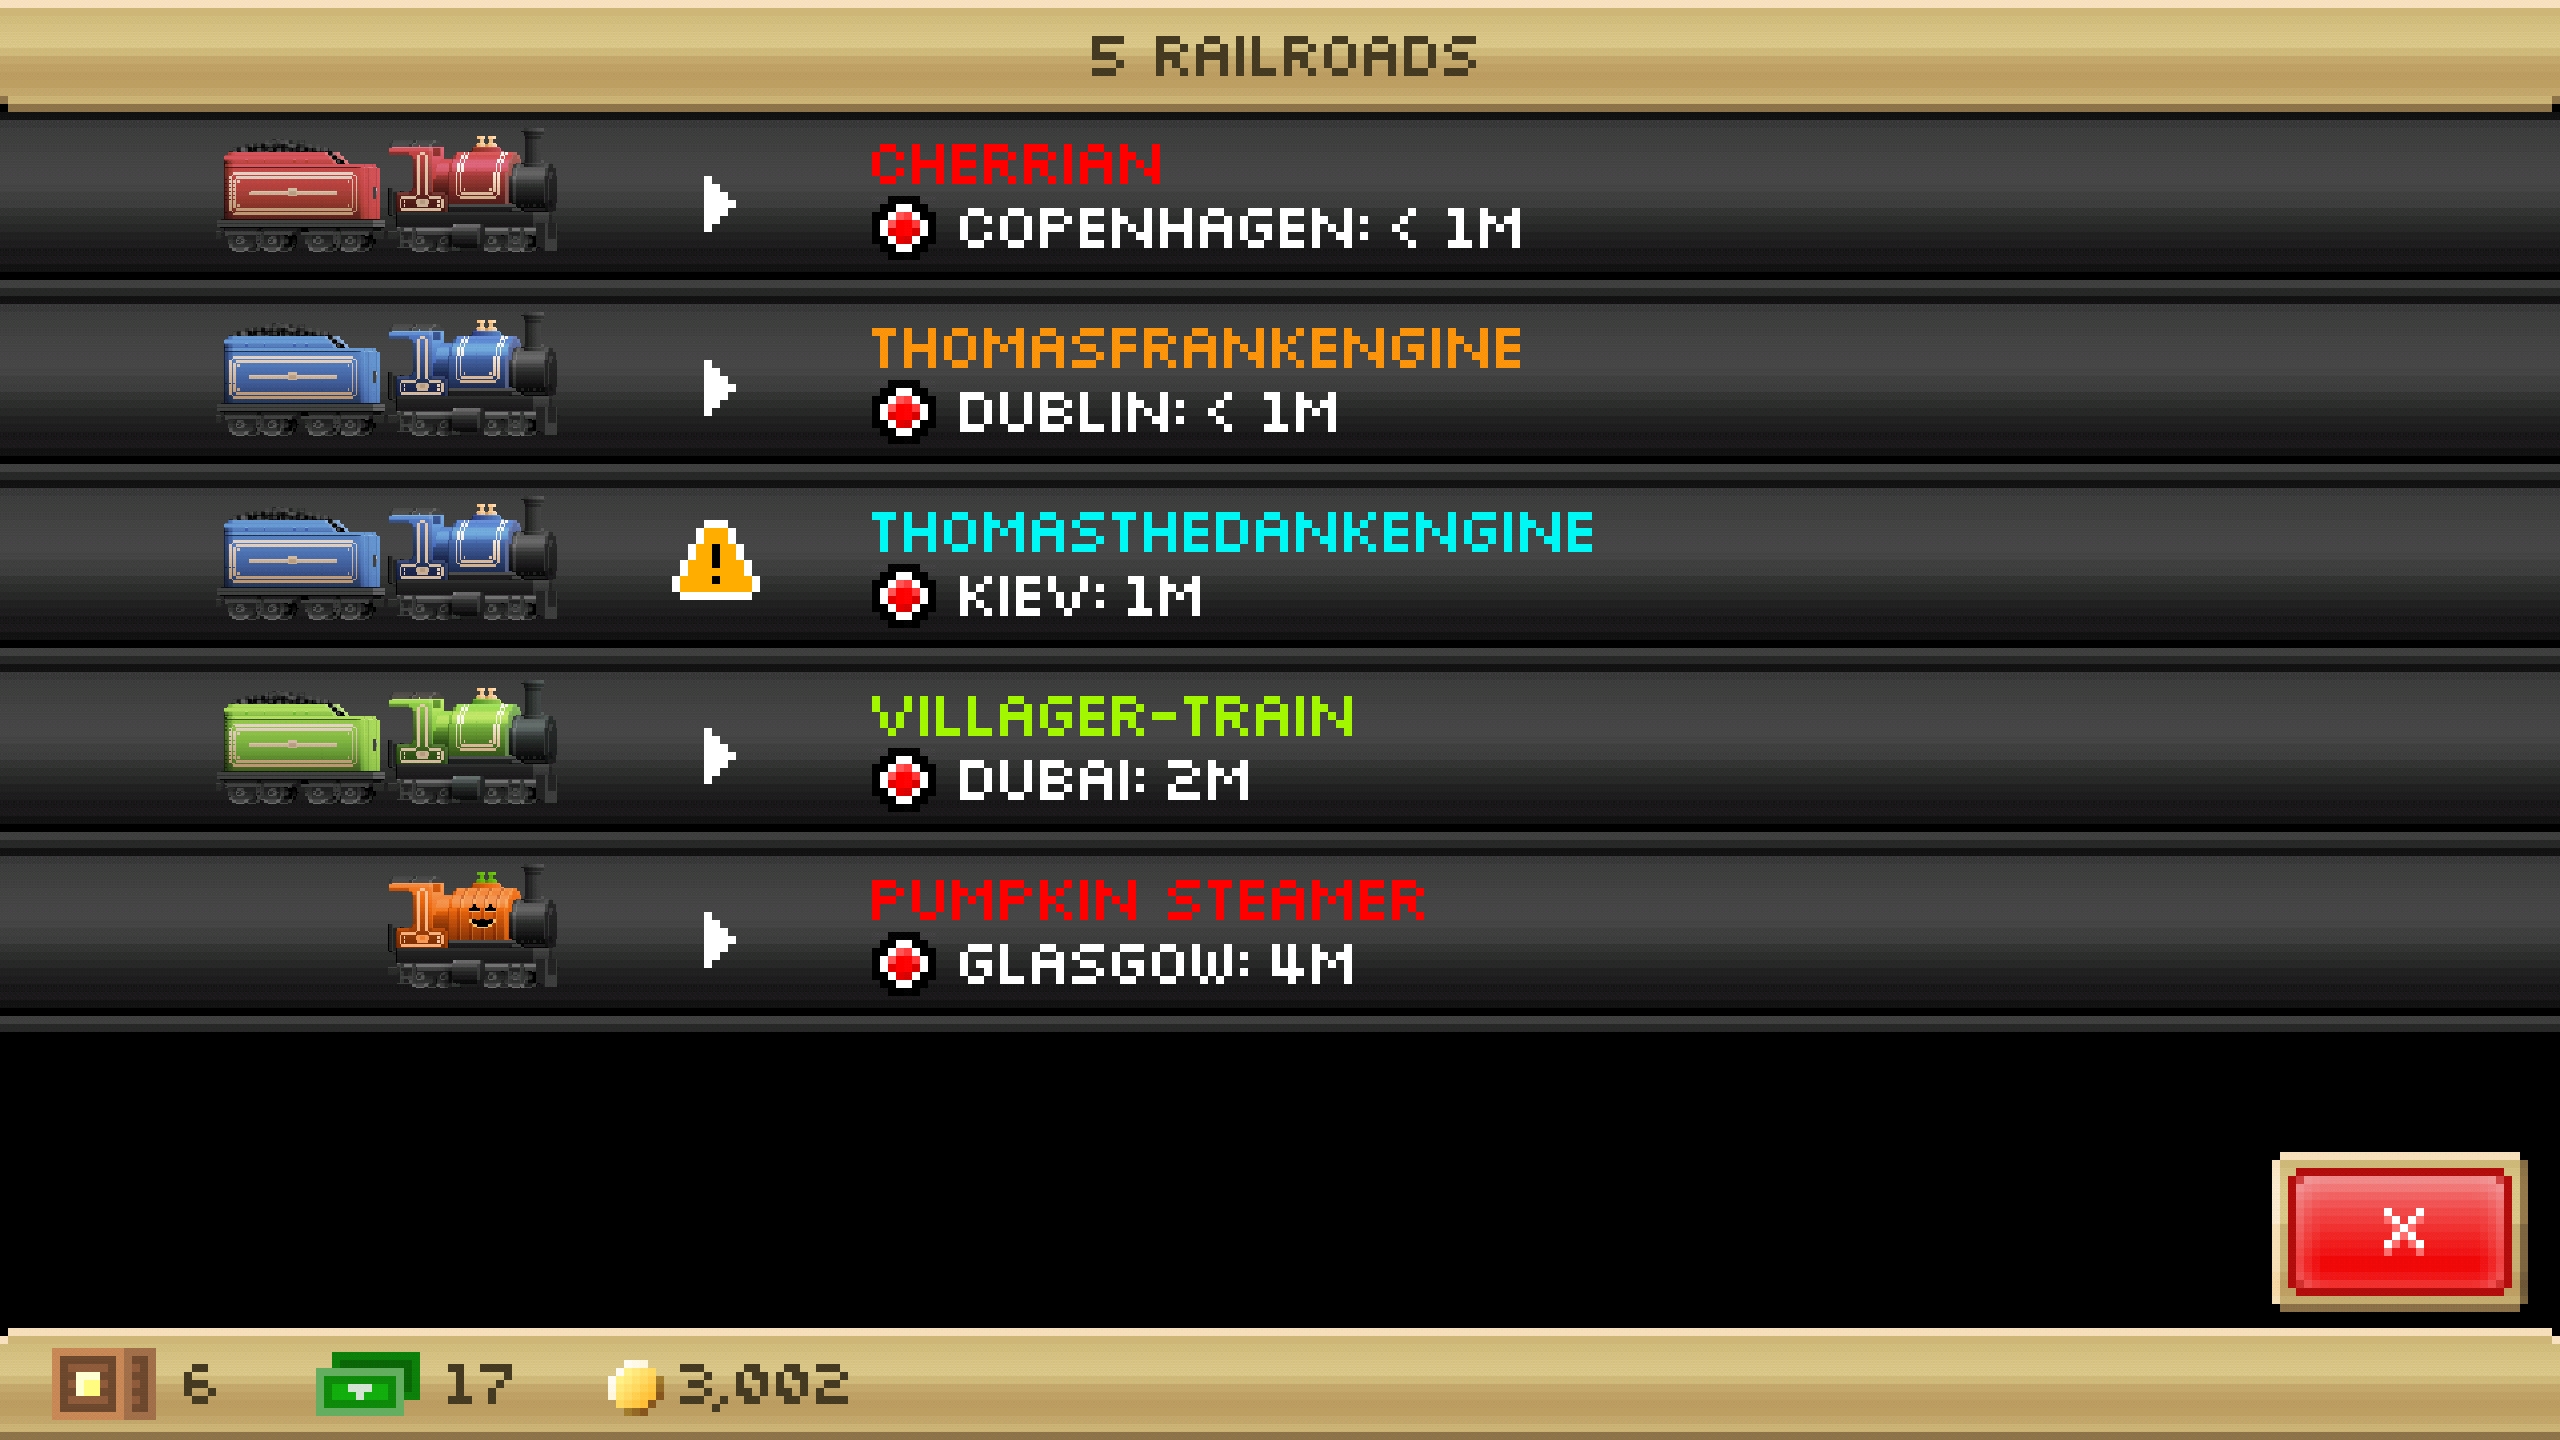 5 RAILROADS
CHERRIAN
COPENHAGEN: < 1M
THOMASFRANKENGINE
DUBLIN: < 1M
THOMASTHEDANKENGINE
KIEV: 1M
VILLAGER-TRAIN
DUBAI: 2M
PUMPKIN STEAMER
GLASGOW: 4M
X
6 17 3,002